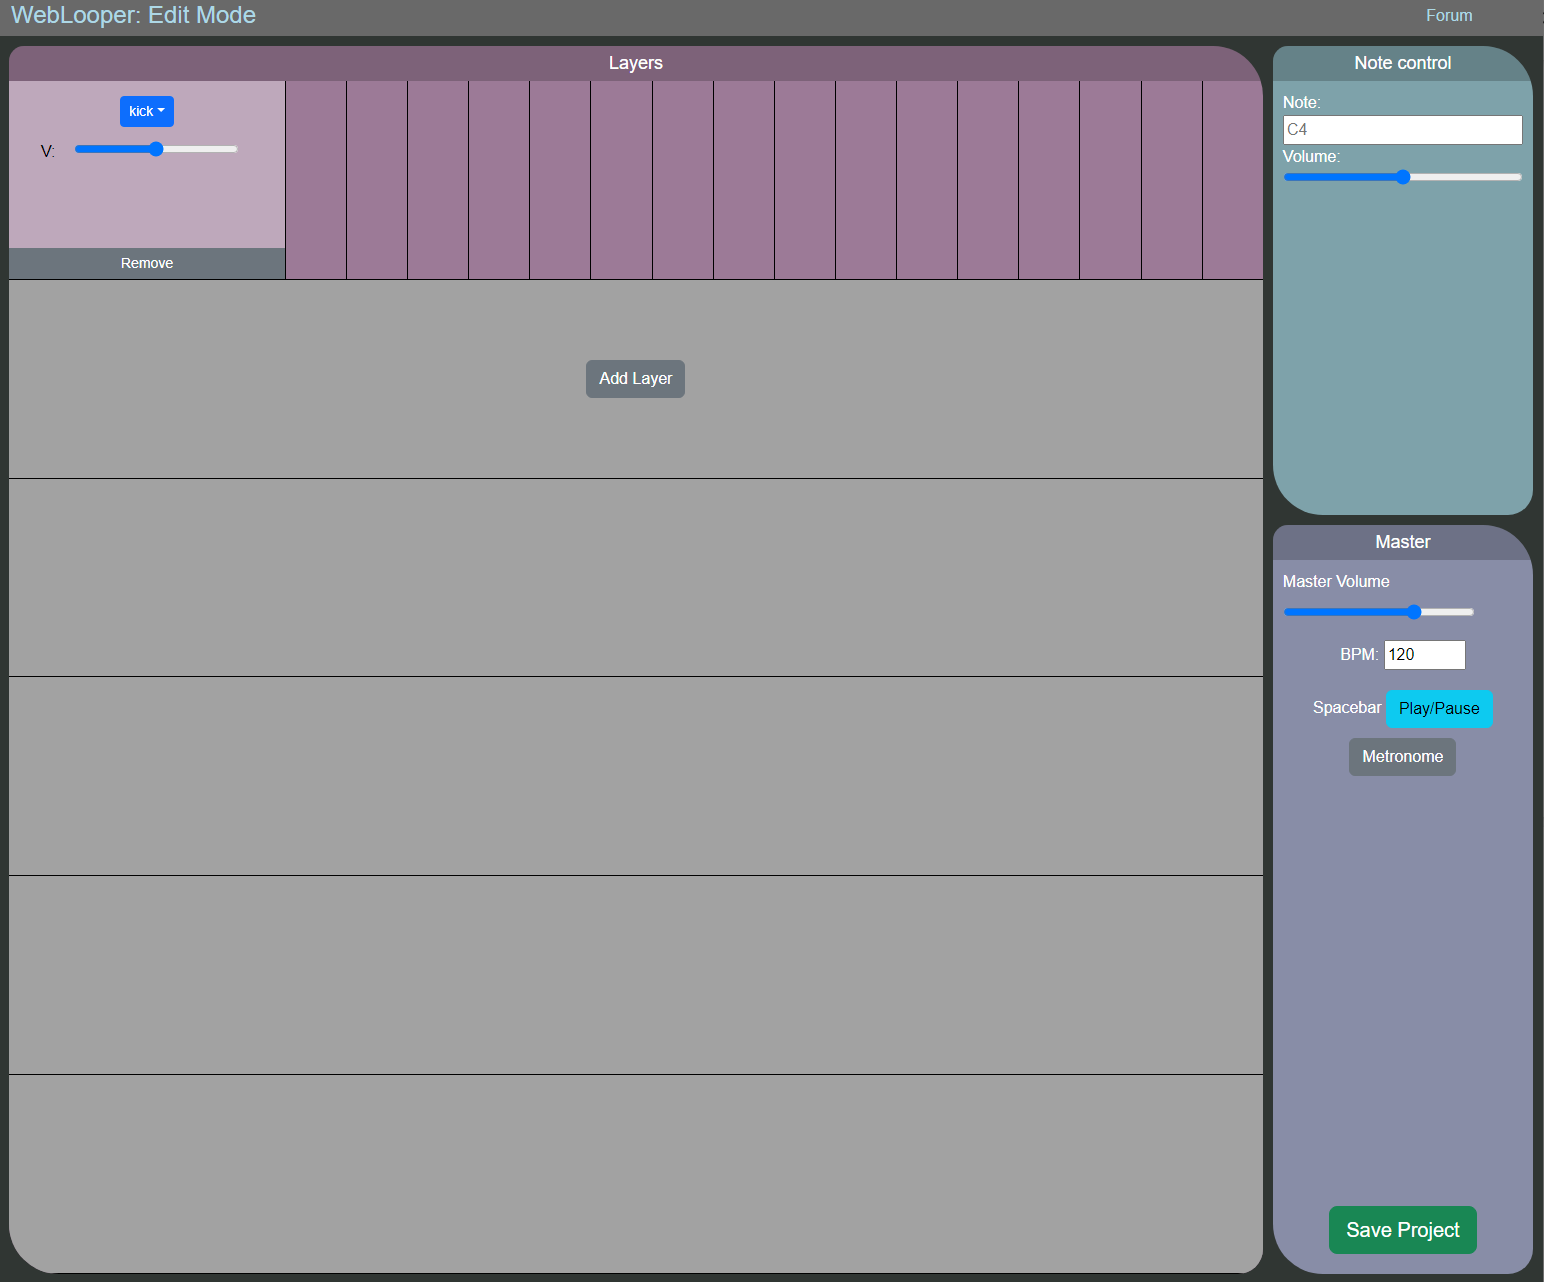 WebLooper: Edit Mode
Forum
Layers
kick
V:
Remove
Add Layer
Note control
Note:
C4
Volume:
Master
Master Volume
BPM: 120
Spacebar Play/Pause
Metronome
Save Project